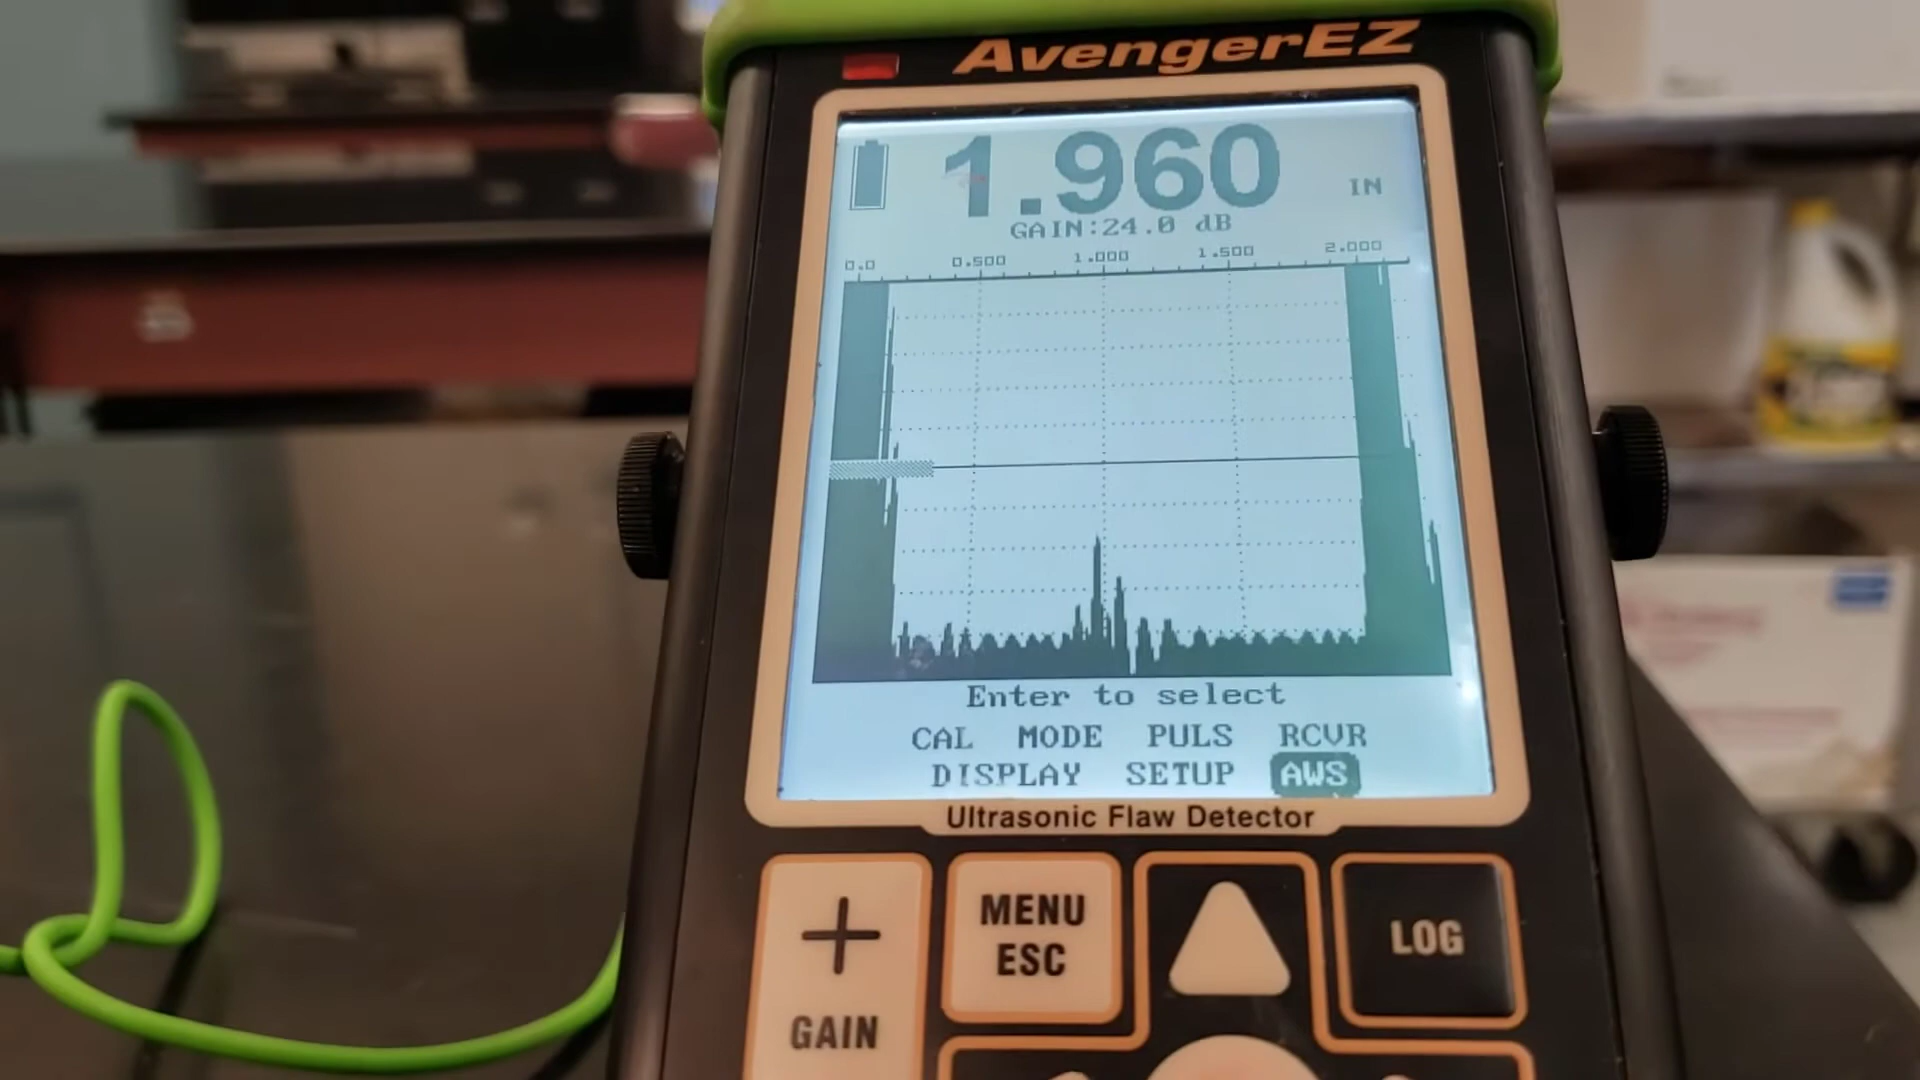 AvengerEZ
1.960 IN
GAIN:24.0 dB
0.0 0.500 1.000 1.500 2.000
Enter to select
CAL MODE PULS RCVR
DISPLAY SETUP AWS
Ultrasonic Flaw Detector
+ GAIN
MENU ESC
LOG